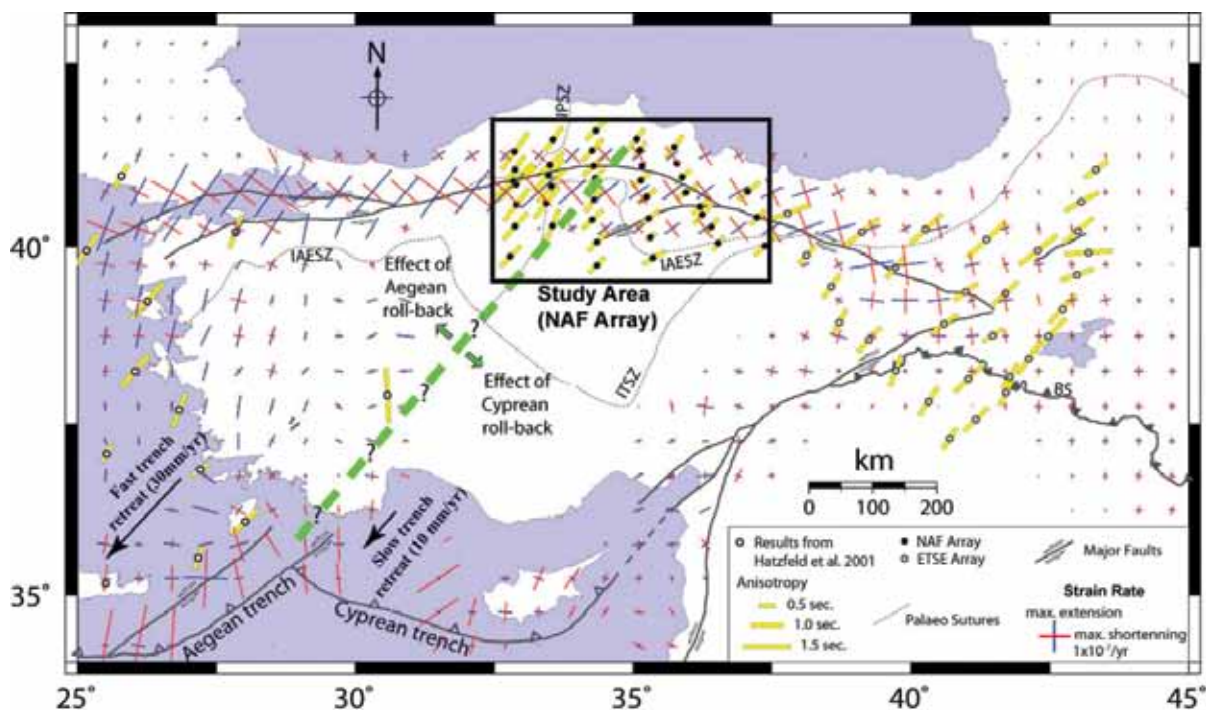 N
IPSZ
40˚
35˚
25˚
30˚
35˚
40˚
45˚
IAESZ
Effect of
Aegean
roll-back
Study Area
(NAF Array)
IAESZ
?
Effect of
Cyprean
roll-back
ITSZ
?
?
?
BS
Fast trench
retreat (30mm/yr)
Slow trench
retreat (10 mm/yr)
Aegean trench
Cyprean trench
km
0 100 200
Results from
Hatzfeld et al. 2001
NAF Array
ETSE Array
Major Faults
Anisotropy
0.5 sec.
1.0 sec.
1.5 sec.
Palaeo Sutures
Strain Rate
max. extension
max. shortenning
1x10⁻⁷/yr